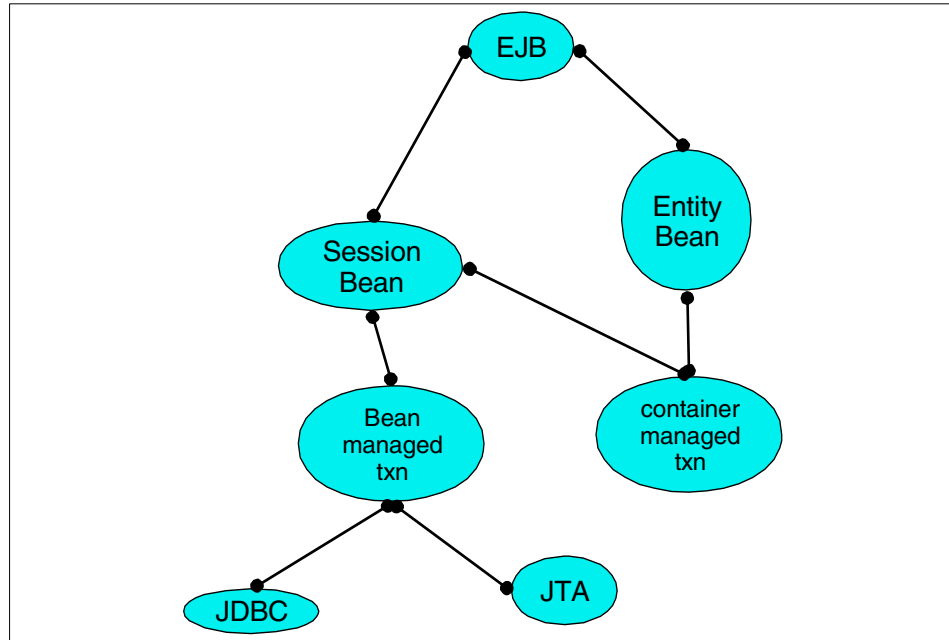 EJB
Entity
Bean
Session
Bean
Bean
managed
txn
container
managed
txn
JDBC
JTA